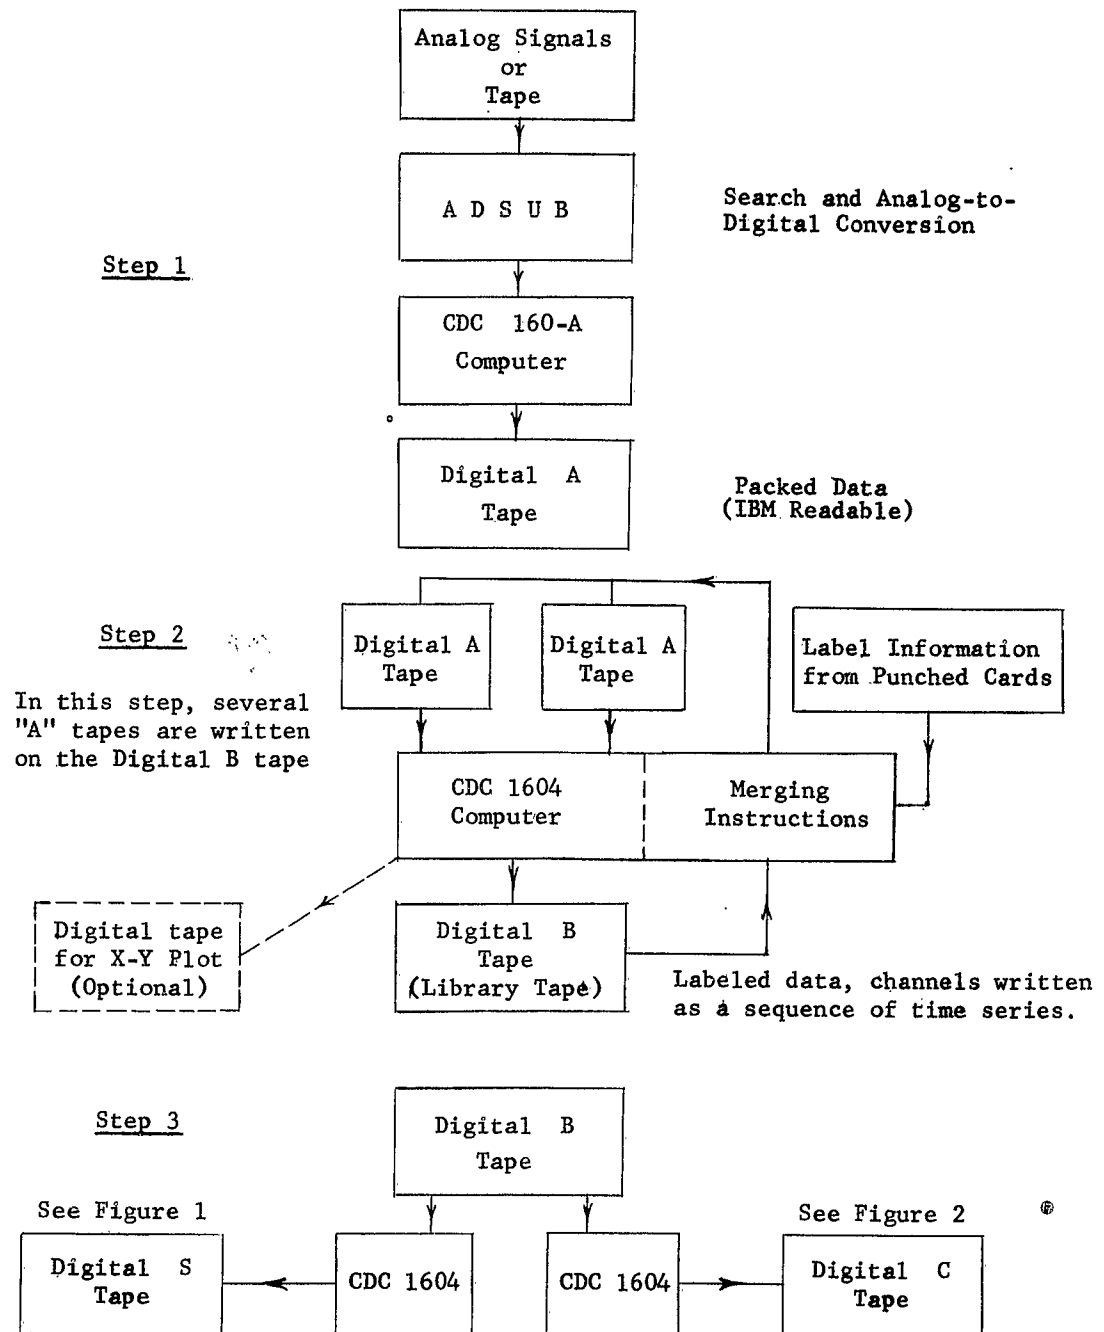 Analog Signals
or
Tape
A D S U B
Search and Analog-to-
Digital Conversion
Step 1
CDC 160-A
Computer
Digital A
Tape
Packed Data
(IBM Readable)
Step 2
In this step, several
"A" tapes are written
on the Digital B tape
Digital A
Tape
Digital A
Tape
Label Information
from Punched Cards
CDC 1604
Computer
Merging
Instructions
Digital tape
for X-Y Plot
(Optional)
Digital B
Tape
(Library Tape)
Labeled data, channels written
as a sequence of time series.
Step 3
Digital B
Tape
See Figure 1
Digital S
Tape
CDC 1604
CDC 1604
See Figure 2
Digital C
Tape